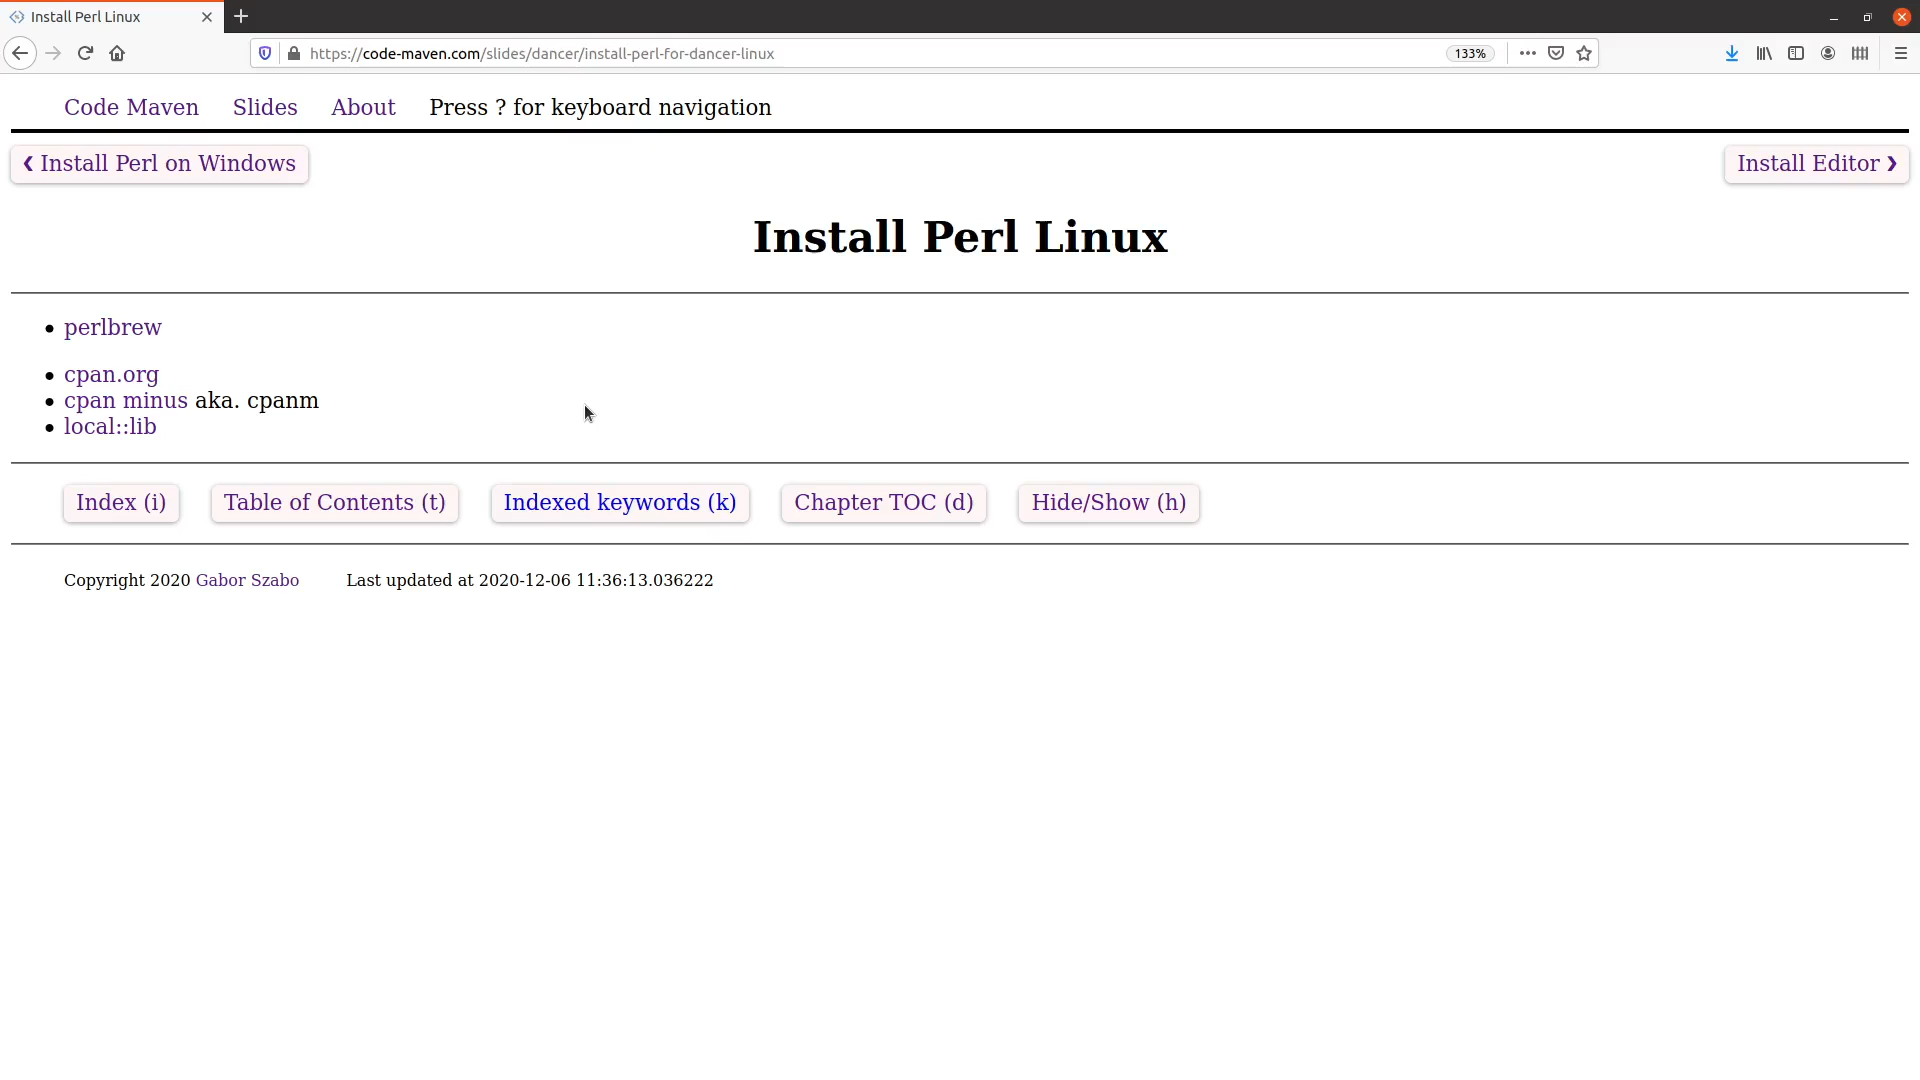 Install Perl Linux
https://code-maven.com/slides/dancer/install-perl-for-dancer-linux 133%
Code Maven Slides About Press ? for keyboard navigation
❮ Install Perl on Windows Install Editor ❯
Install Perl Linux
• perlbrew
• cpan.org
• cpan minus aka. cpanm
• local::lib
Index (i) Table of Contents (t) Indexed keywords (k) Chapter TOC (d) Hide/Show (h)
Copyright 2020 Gabor Szabo Last updated at 2020-12-06 11:36:13.036222